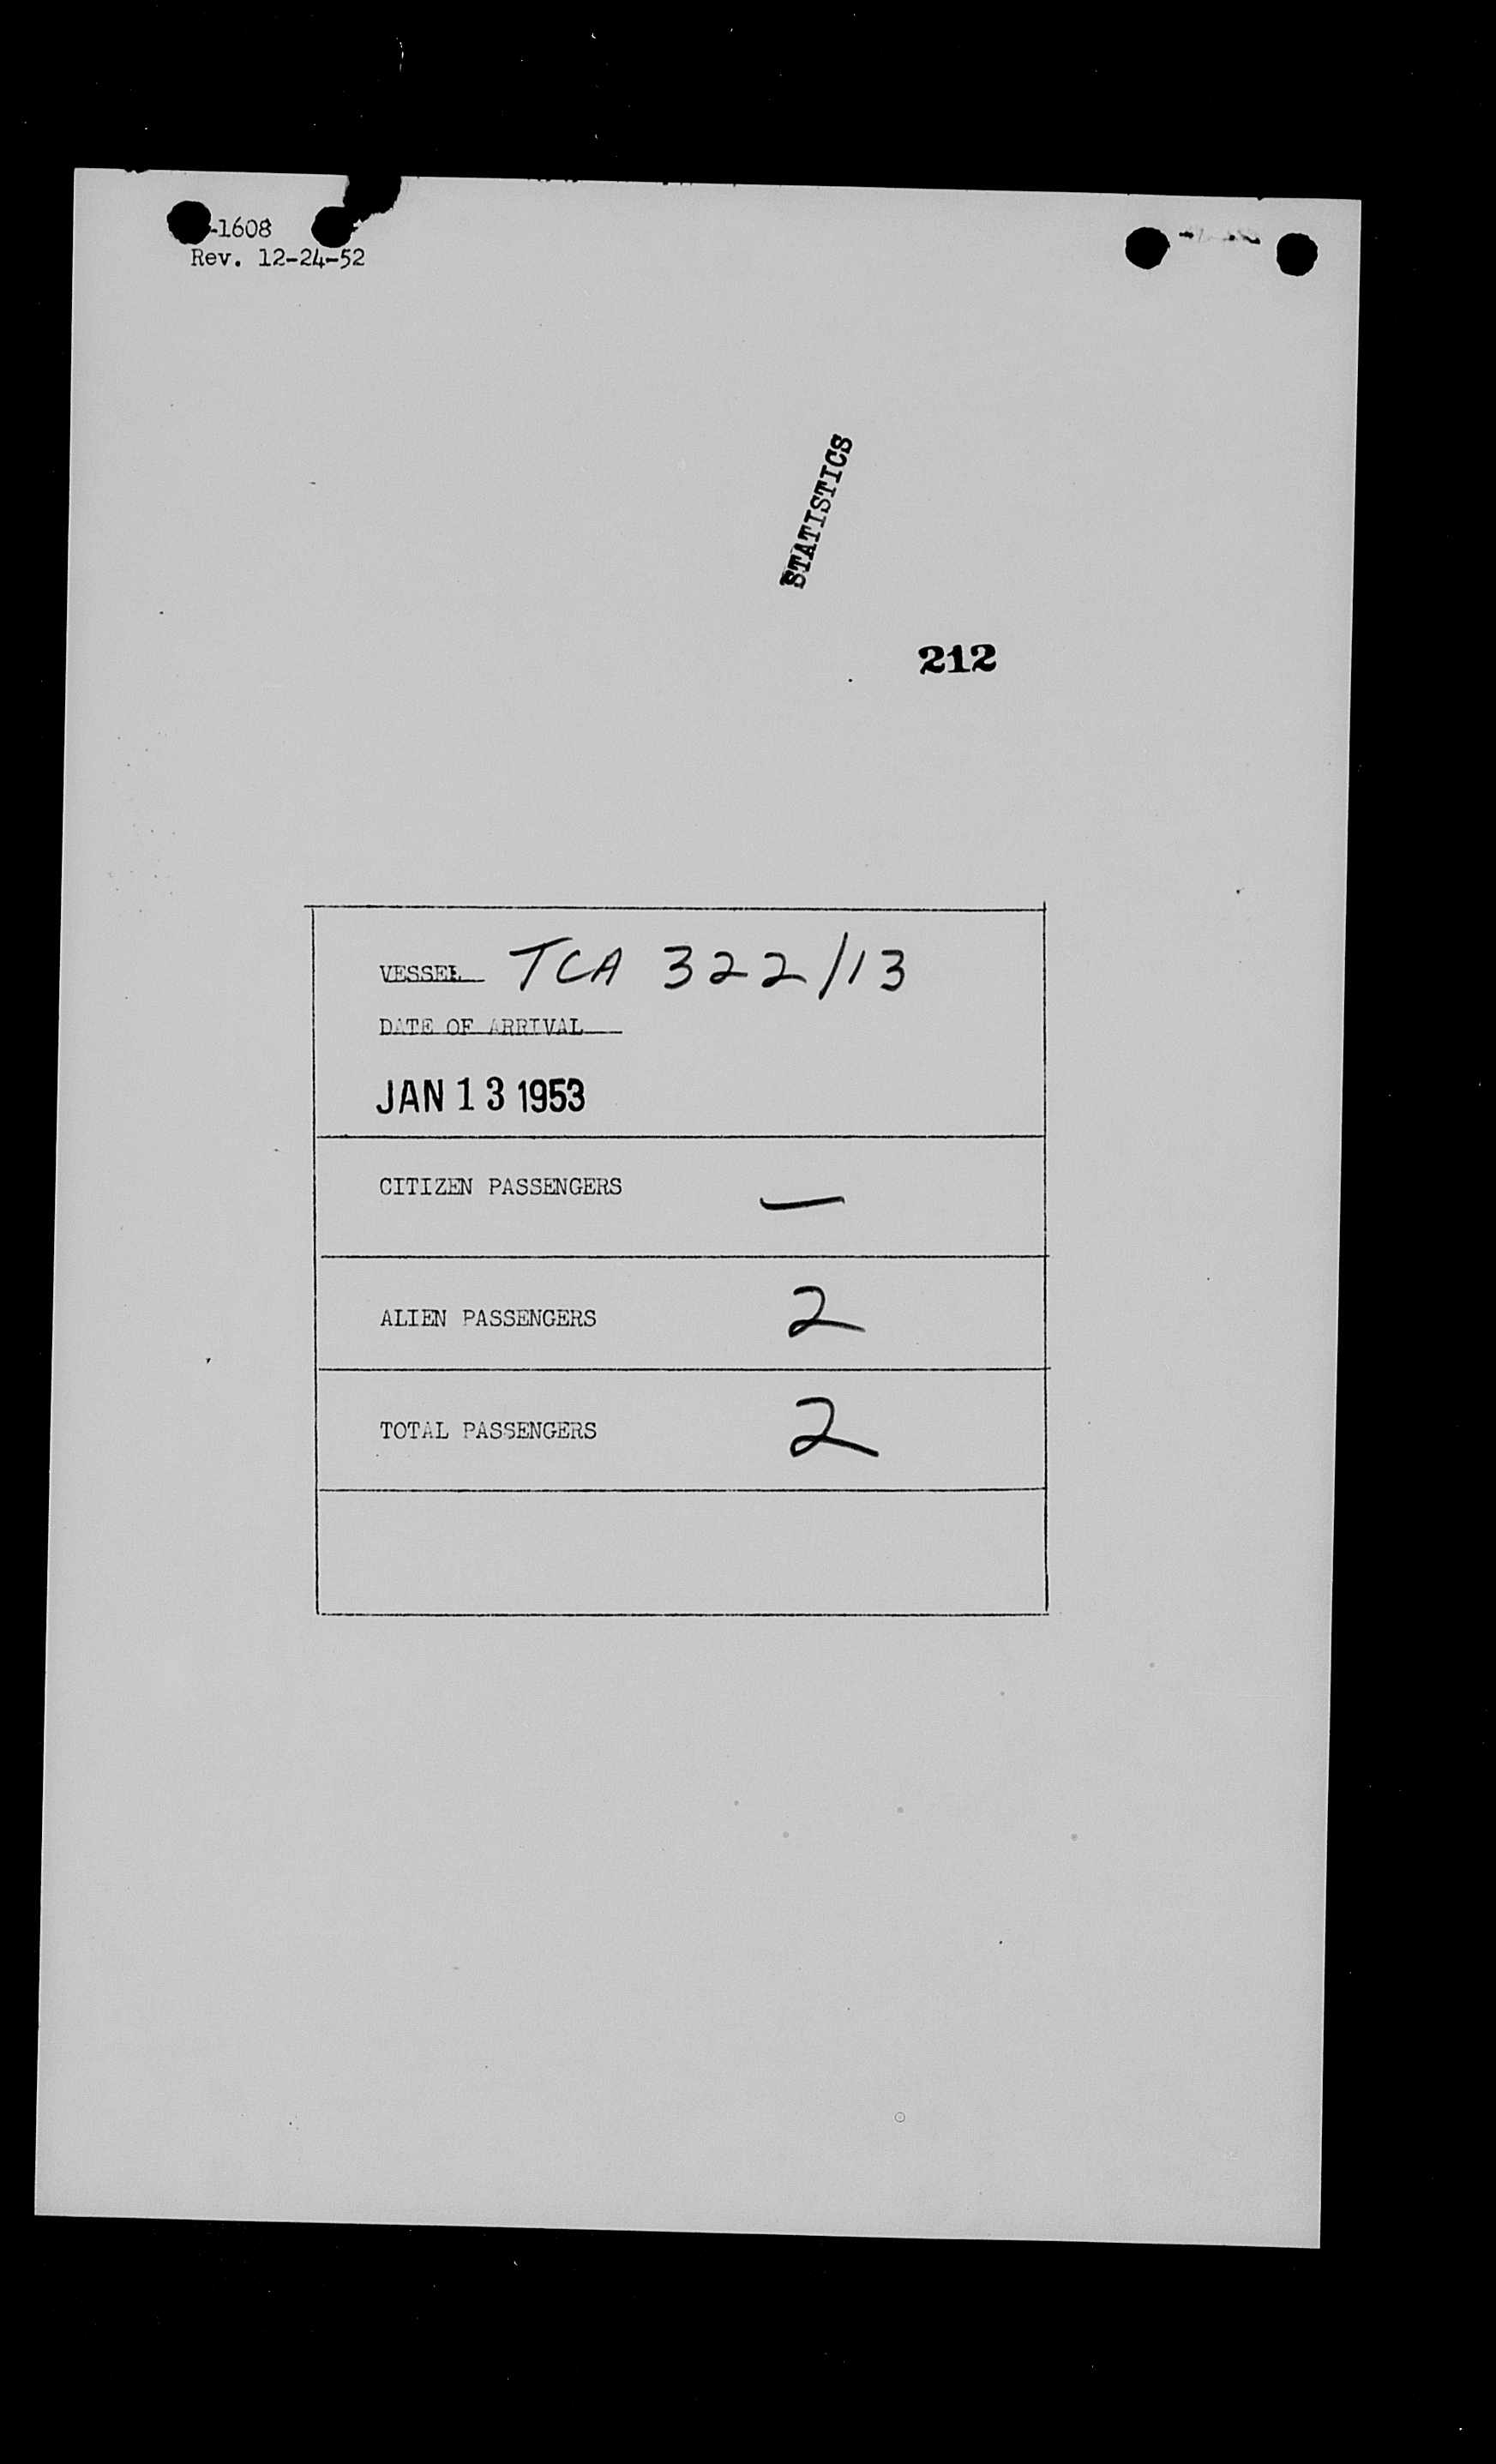 -1608
Rev. 12-24-52
STATISTICS
212
VESSEL TCA 322/13
DATE OF ARRIVAL
JAN 13 1953
CITIZEN PASSENGERS —
ALIEN PASSENGERS 2
TOTAL PASSENGERS 2